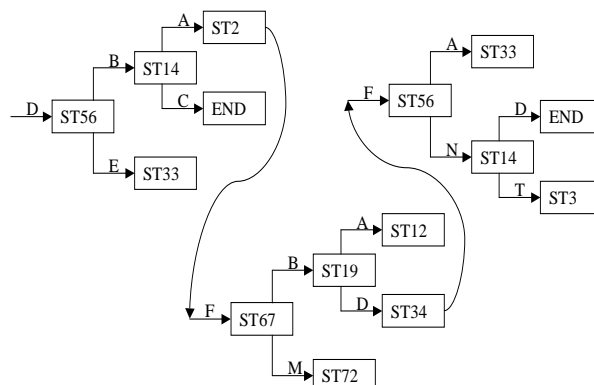 A
ST2
B
ST14
D
ST56
C
END
E
ST33
A
ST33
F
ST56
D
END
N
ST14
T
ST3
A
ST12
B
ST19
F
ST67
D
ST34
M
ST72